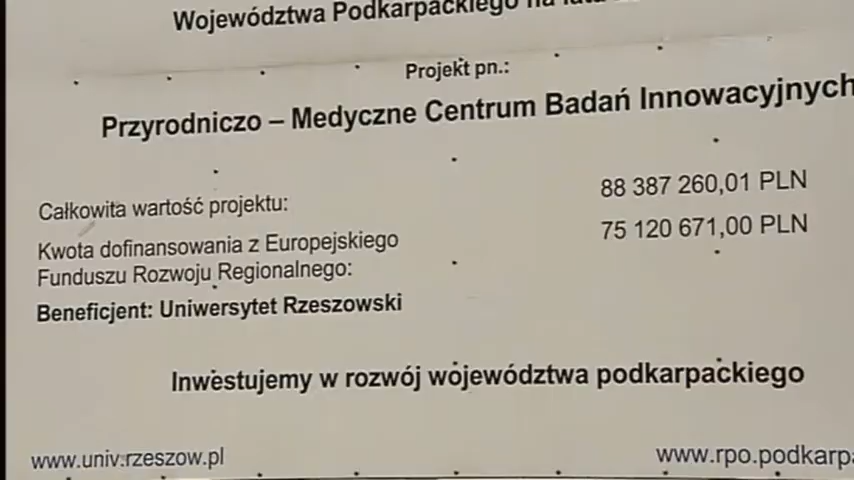 Województwa Podkarpackiego na lata
Projekt pn.:
Przyrodniczo – Medyczne Centrum Badań Innowacyjnych
Całkowita wartość projektu: 88 387 260,01 PLN
Kwota dofinansowania z Europejskiego 75 120 671,00 PLN
Funduszu Rozwoju Regionalnego:
Beneficjent: Uniwersytet Rzeszowski
Inwestujemy w rozwój województwa podkarpackiego
www.univ.rzeszow.pl www.rpo.podkarpa